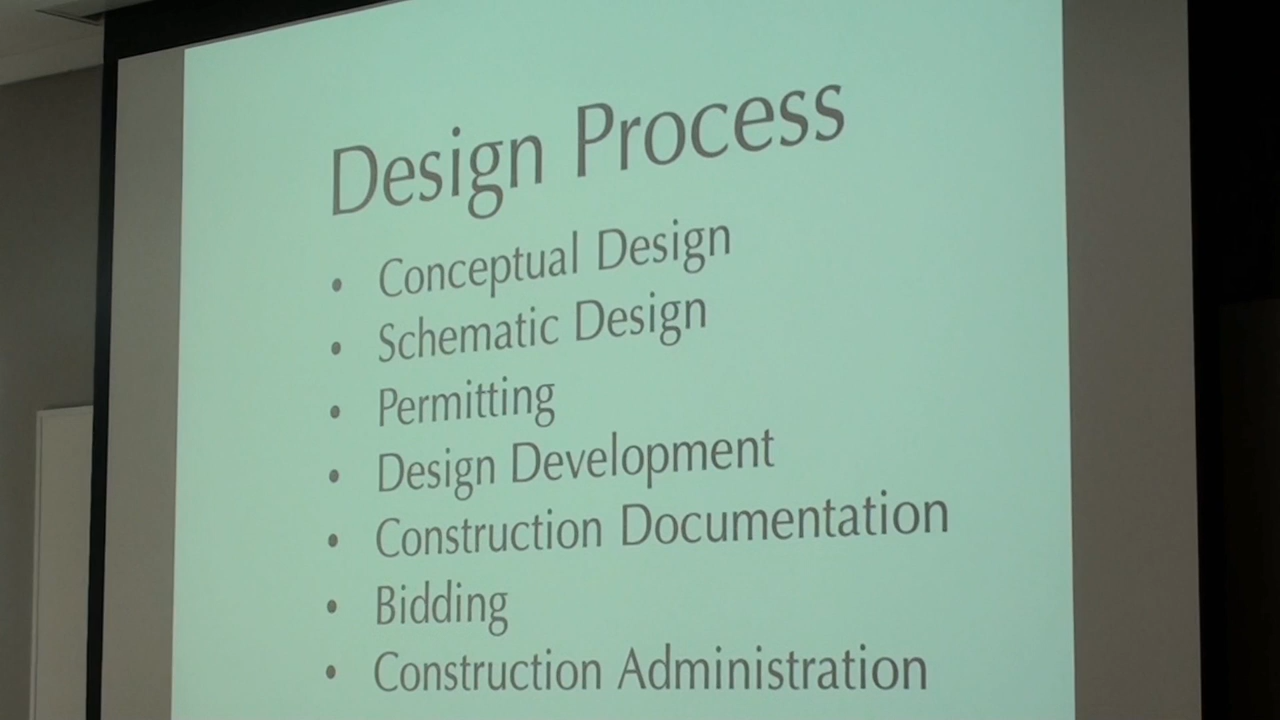 Design Process
• Conceptual Design
• Schematic Design
• Permitting
• Design Development
• Construction Documentation
• Bidding
• Construction Administration